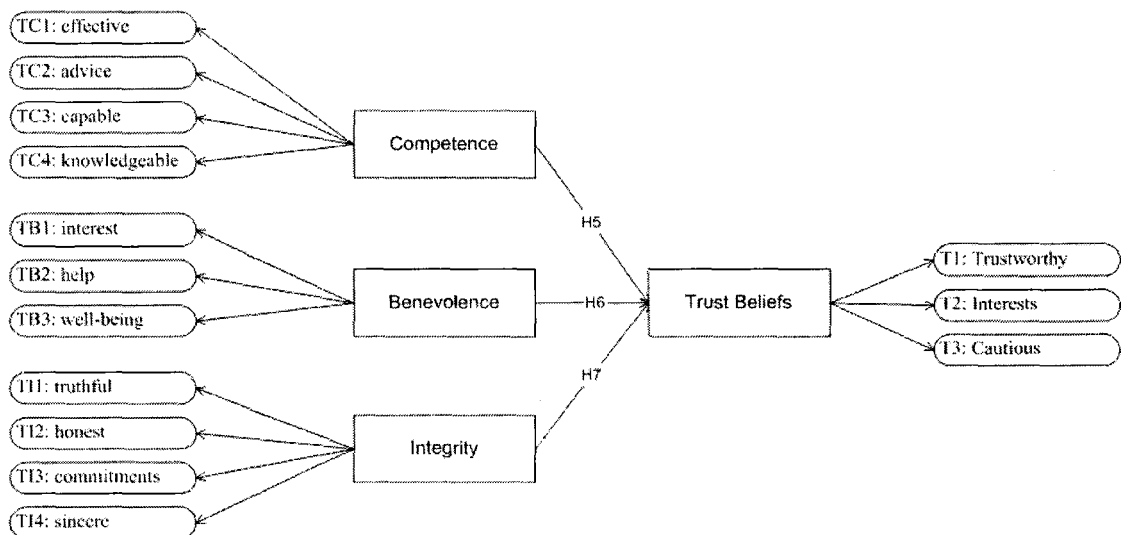 TC1: effective
TC2: advice
TC3: capable
TC4: knowledgeable
Competence
H5
TB1: interest
TB2: help
TB3: well-being
Benevolence
H6
Trust Beliefs
T1: Trustworthy
T2: Interests
T3: Cautious
H7
TI1: truthful
TI2: honest
TI3: commitments
TI4: sincere
Integrity